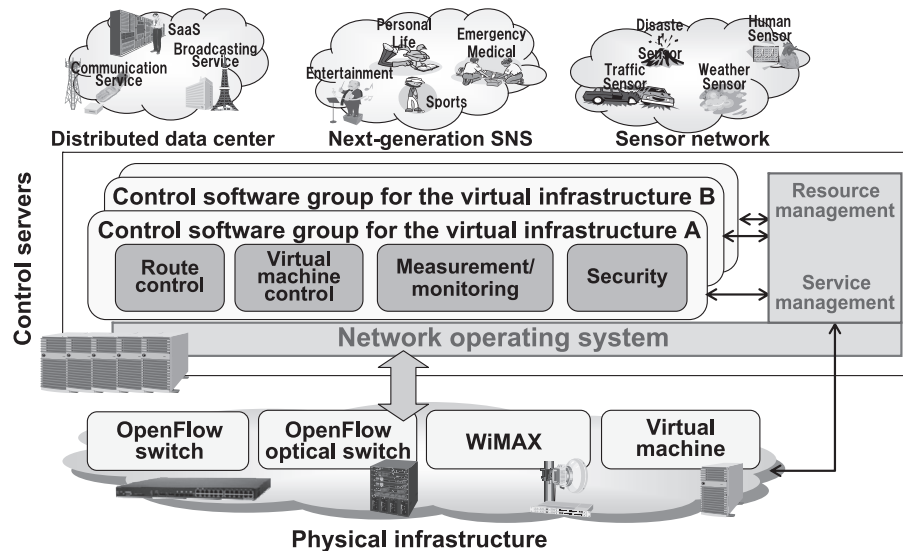 SaaS
Broadcasting
Service
Communication
Service
Distributed data center
Personal
Life
Emergency
Medical
Entertainment
Sports
Next-generation SNS
Disaste
r
Sensor
Human
Sensor
Traffic
Sensor
Weather
Sensor
Sensor network
Control servers
Control software group for the virtual infrastructure B
Control software group for the virtual infrastructure A
Route
control
Virtual
machine
control
Measurement/
monitoring
Security
Resource
management
Service
management
Network operating system
OpenFlow
switch
OpenFlow
optical switch
WiMAX
Virtual
machine
Physical infrastructure